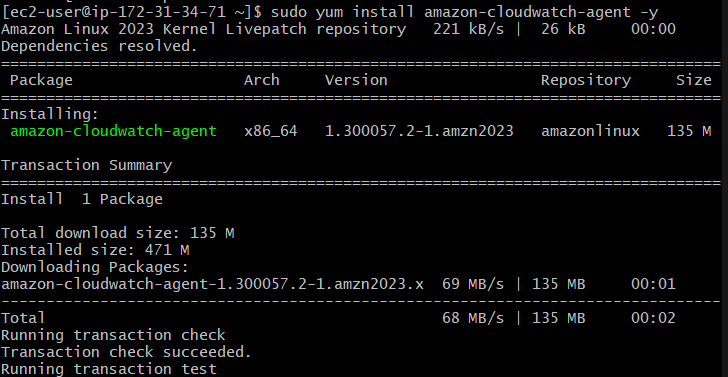 [ec2-user@ip-172-31-34-71 ~]$ sudo yum install amazon-cloudwatch-agent -y
Amazon Linux 2023 Kernel Livepatch repository   221 kB/s |  26 kB     00:00
Dependencies resolved.
================================================================================
 Package                   Arch     Version                 Repository     Size
================================================================================
Installing:
 amazon-cloudwatch-agent   x86_64   1.300057.2-1.amzn2023   amazonlinux   135 M

Transaction Summary
================================================================================
Install  1 Package

Total download size: 135 M
Installed size: 471 M
Downloading Packages:
amazon-cloudwatch-agent-1.300057.2-1.amzn2023.x  69 MB/s | 135 MB     00:01
--------------------------------------------------------------------------------
Total                                            68 MB/s | 135 MB     00:02
Running transaction check
Transaction check succeeded.
Running transaction test